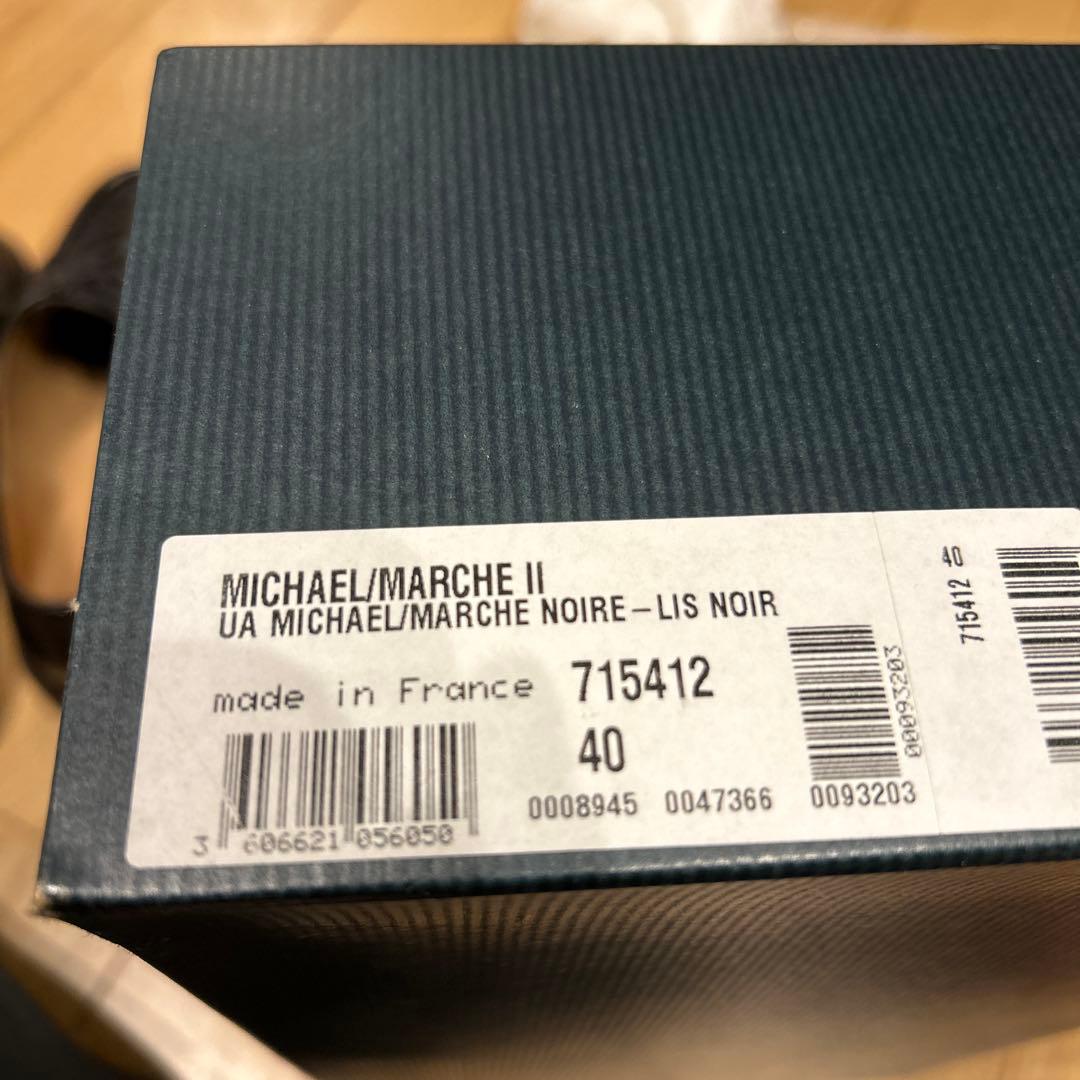 MICHAEL/MARCHE II
UA MICHAEL/MARCHE NOIRE-LIS NOIR
made in France 715412
40
3 606621 056050
0008945 0047366 0093203
00093203
715412 40